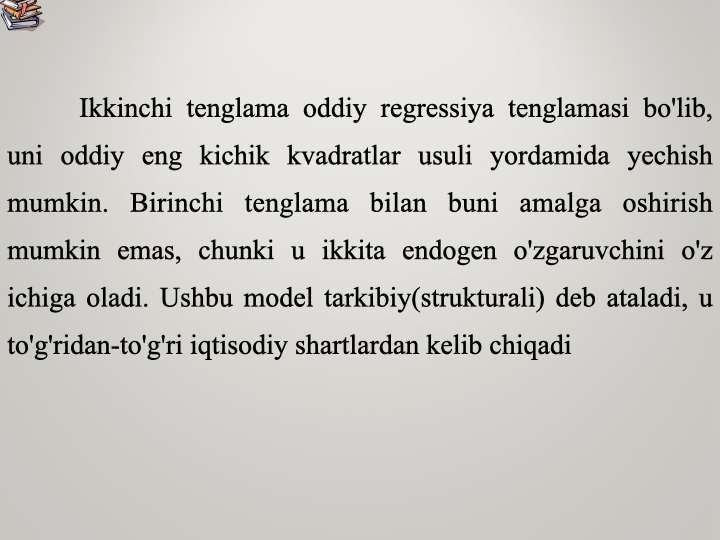 Ikkinchi tenglama oddiy regressiya tenglamasi bo'lib,
uni oddiy eng kichik kvadratlar usuli yordamida yechish
mumkin. Birinchi tenglama bilan buni amalga oshirish
mumkin emas, chunki u ikkita endogen o'zgaruvchini o'z
ichiga oladi. Ushbu model tarkibiy(strukturali) deb ataladi, u
to'g'ridan-to'g'ri iqtisodiy shartlardan kelib chiqadi